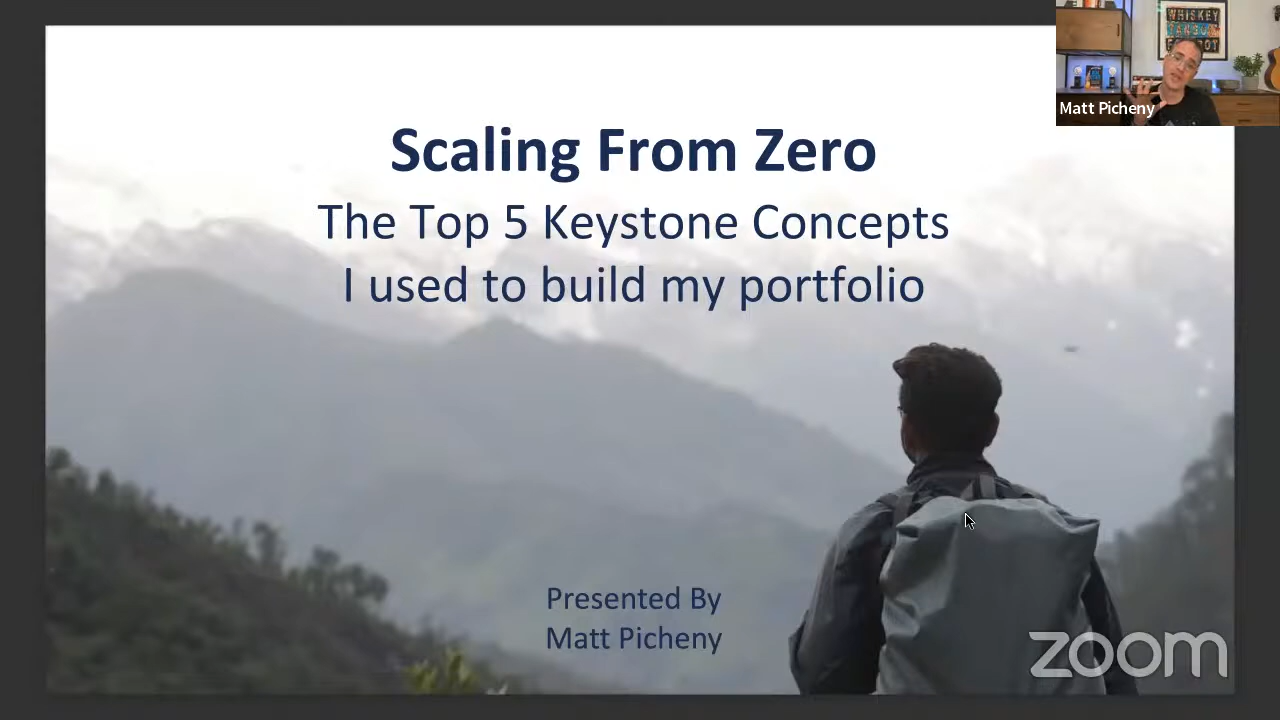 Scaling From Zero
The Top 5 Keystone Concepts
I used to build my portfolio
Presented By
Matt Picheny
WHISKEY
Matt Picheny
zoom